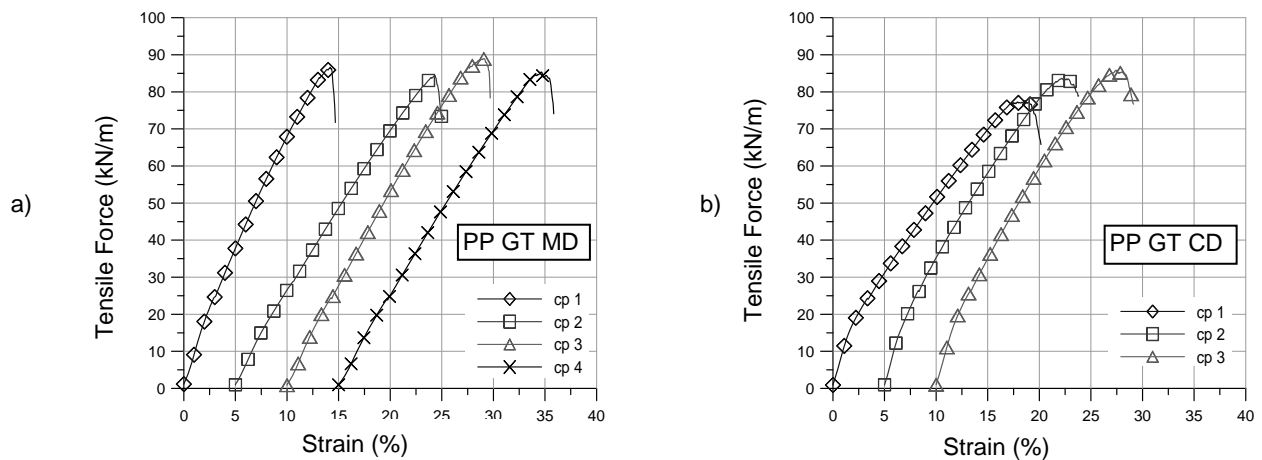 a)
Tensile Force (kN/m)
100
90
80
70
60
50
40
30
20
10
0
0 5 10 15 20 25 30 35 40
Strain (%)
PP GT MD
cp 1
cp 2
cp 3
cp 4
b)
Tensile Force (kN/m)
100
90
80
70
60
50
40
30
20
10
0
0 5 10 15 20 25 30 35 40
Strain (%)
PP GT CD
cp 1
cp 2
cp 3